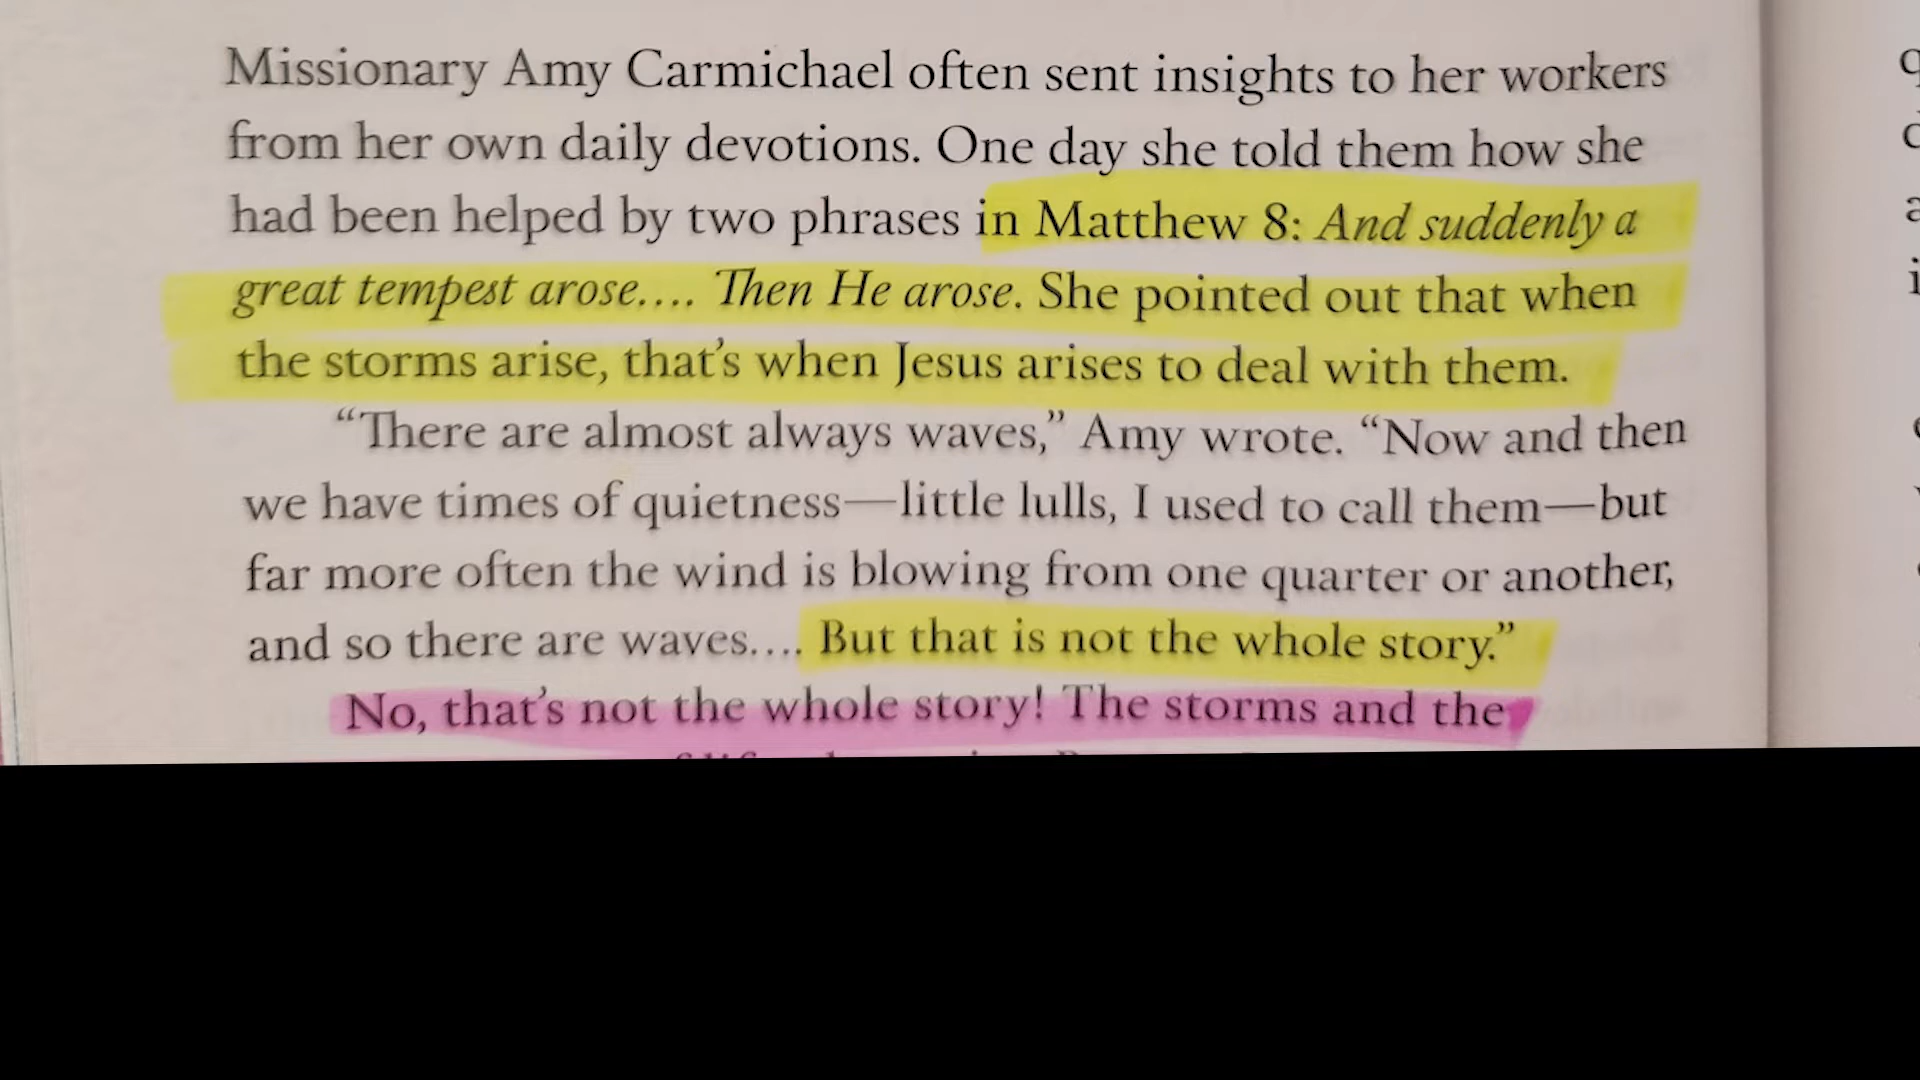 Missionary Amy Carmichael often sent insights to her workers
from her own daily devotions. One day she told them how she
had been helped by two phrases in Matthew 8: And suddenly a
great tempest arose.... Then He arose. She pointed out that when
the storms arise, that’s when Jesus arises to deal with them.
“There are almost always waves,” Amy wrote. “Now and then
we have times of quietness—little lulls, I used to call them—but
far more often the wind is blowing from one quarter or another,
and so there are waves.... But that is not the whole story.”
No, that’s not the whole story! The storms and the